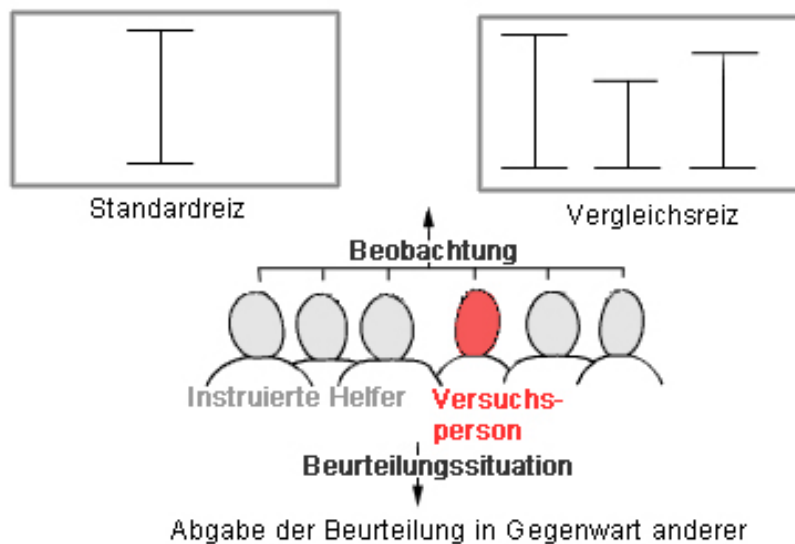 Standardreiz
Vergleichsreiz
Beobachtung
Instruierte Helfer
Versuchs-
person
Beurteilungssituation
Abgabe der Beurteilung in Gegenwart anderer